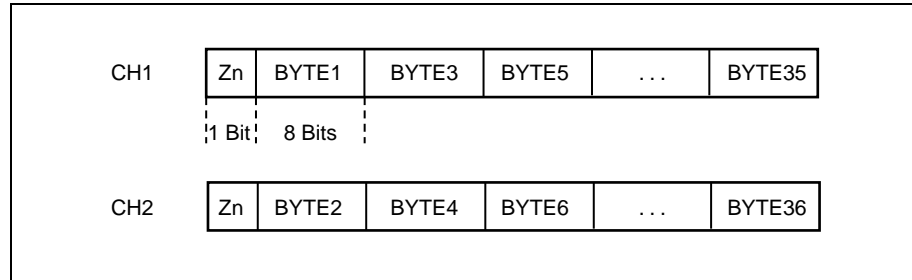 CH1 Zn BYTE1 BYTE3 BYTE5 ... BYTE35
1 Bit 8 Bits
CH2 Zn BYTE2 BYTE4 BYTE6 ... BYTE36